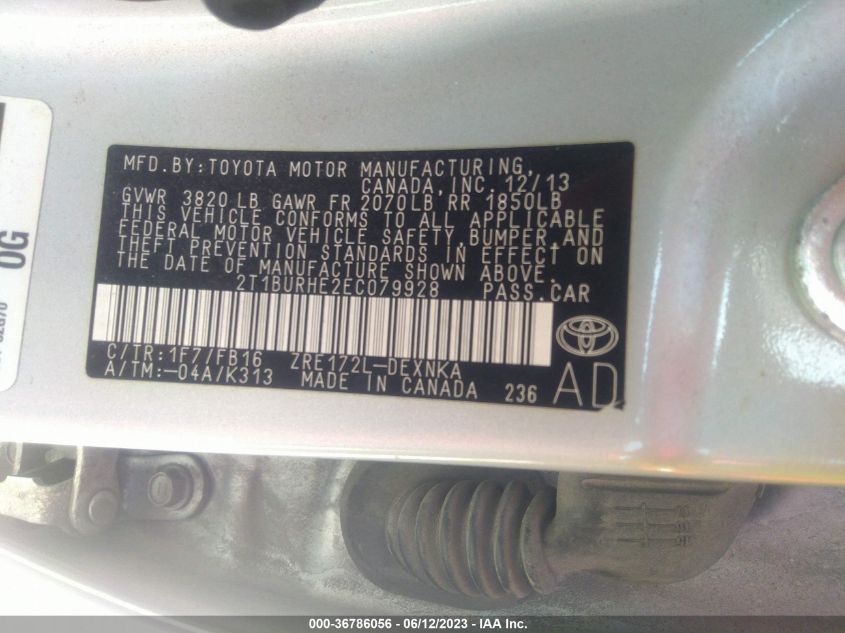 MFD. BY: TOYOTA MOTOR MANUFACTURING,
CANADA, INC. 12/13
GVWR 3820 LB GAWR FR 2070LB RR 1850LB
THIS VEHICLE CONFORMS TO ALL APPLICABLE
FEDERAL MOTOR VEHICLE SAFETY, BUMPER, AND
THEFT PREVENTION STANDARDS IN EFFECT ON
THE DATE OF MANUFACTURE SHOWN ABOVE.
2T1BURHE2EC079928 PASS. CAR
C/TR: 1F7/FB16 ZRE172L-DEXNKA
A/TM: -04A/K313 MADE IN CANADA 236 AD
0G
000-36786056 - 06/12/2023 - IAA Inc.